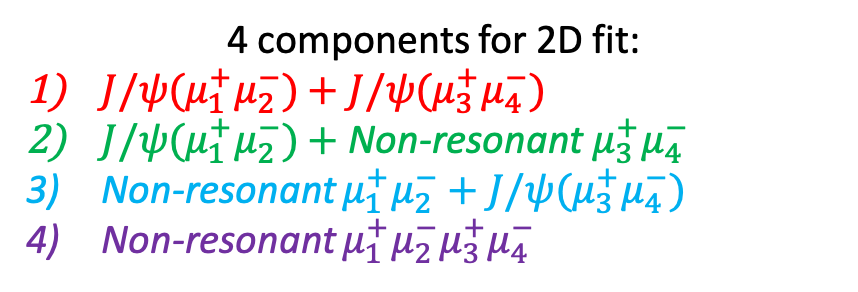 4 components for 2D fit:
1) J/ψ(μ₁⁺μ₂⁻) + J/ψ(μ₃⁺μ₄⁻)
2) J/ψ(μ₁⁺μ₂⁻) + Non-resonant μ₃⁺μ₄⁻
3) Non-resonant μ₁⁺μ₂⁻ + J/ψ(μ₃⁺μ₄⁻)
4) Non-resonant μ₁⁺μ₂⁻μ₃⁺μ₄⁻